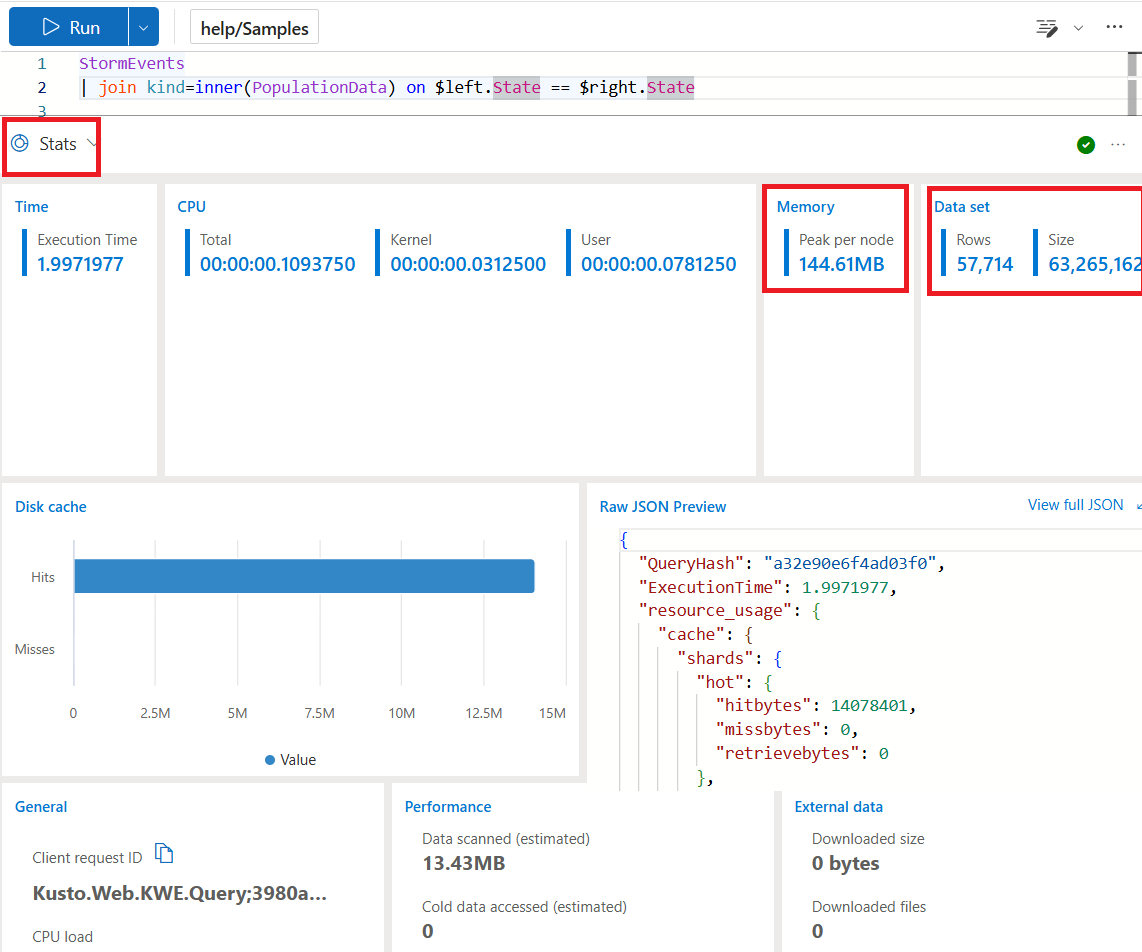 Run
help/Samples
1 StormEvents
2 | join kind=inner(PopulationData) on $left.State == $right.State
3
Stats
Time
Execution Time
1.9971977
CPU
Total
00:00:00.1093750
Kernel
00:00:00.0312500
User
00:00:00.0781250
Memory
Peak per node
144.61MB
Data set
Rows
57,714
Size
63,265,162
Disk cache
Hits
Misses
0 2.5M 5M 7.5M 10M 12.5M 15M
Value
Raw JSON Preview
View full JSON
{
"QueryHash": "a32e90e6f4ad03f0",
"ExecutionTime": 1.9971977,
"resource_usage": {
"cache": {
"shards": {
"hot": {
"hitbytes": 14078401,
"missbytes": 0,
"retrievebytes": 0
},
General
Client request ID
Kusto.Web.KWE.Query;3980a...
CPU load
Performance
Data scanned (estimated)
13.43MB
Cold data accessed (estimated)
0
External data
Downloaded size
0 bytes
Downloaded files
0